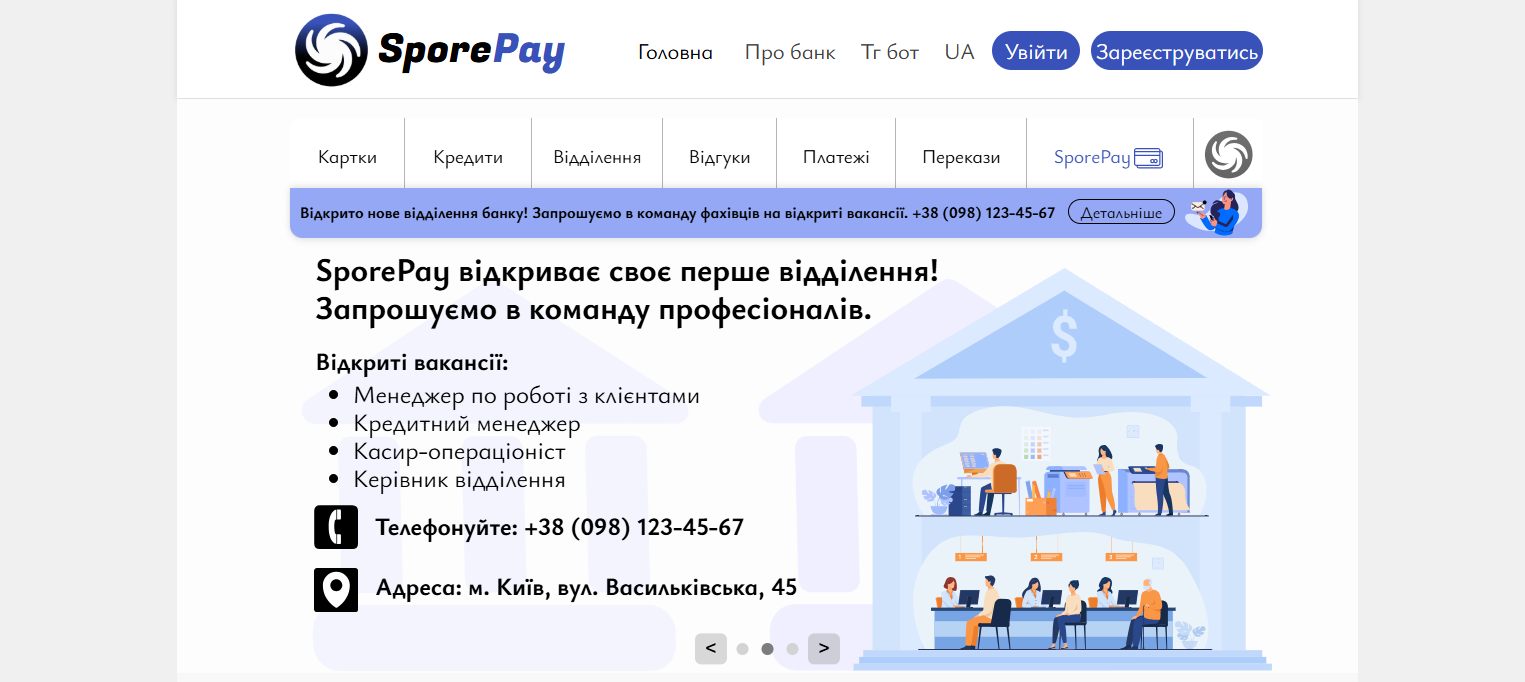 SporePay
Головна Про банк Тг бот UA Увійти Зареєструватись
Картки Кредити Відділення Відгуки Платежі Перекази SporePay
Відкрито нове відділення банку! Запрошуємо в команду фахівців на відкриті вакансії. +38 (098) 123-45-67 Детальніше
SporePay відкриває своє перше відділення!
Запрошуємо в команду професіоналів.
$
Відкриті вакансії:
• Менеджер по роботі з клієнтами
• Кредитний менеджер
• Касир-операціоніст
• Керівник відділення
Телефонуйте: +38 (098) 123-45-67
1 2 3
Адреса: м. Київ, вул. Васильківська, 45
< >